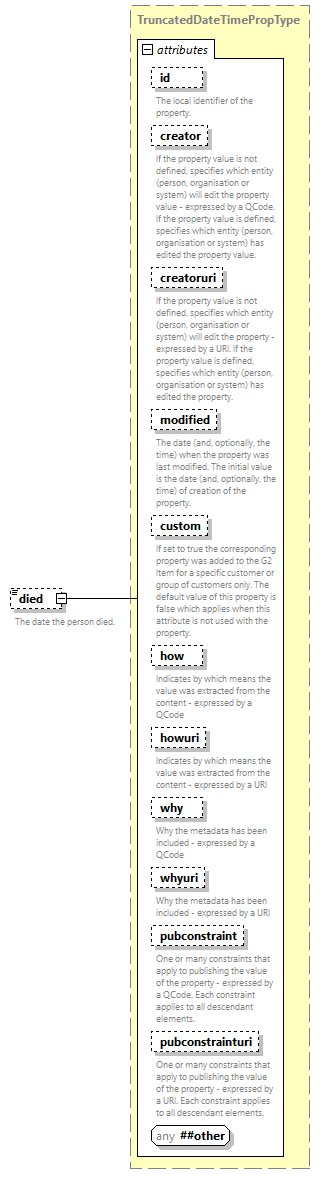 TruncatedDateTimePropType
attributes
id
The local identifier of the
property.
creator
If the property value is not
defined, specifies which entity
(person, organisation or
system) will edit the property
value - expressed by a QCode.
If the property value is defined,
specifies which entity (person,
organisation or system) has
edited the property value.
creatoruri
If the property value is not
defined, specifies which entity
(person, organisation or
system) will edit the property -
expressed by a URI. If the
property value is defined,
specifies which entity (person,
organisation or system) has
edited the property.
modified
The date (and, optionally, the
time) when the property was
last modified. The initial value
is the date (and, optionally, the
time) of creation of the
property.
custom
If set to true the corresponding
property was added to the G2
Item for a specific customer or
group of customers only. The
default value of this property is
false which applies when this
attribute is not used with the
property.
died
The date the person died.
how
Indicates by which means the
value was extracted from the
content - expressed by a
QCode
howuri
Indicates by which means the
value was extracted from the
content - expressed by a URI
why
Why the metadata has been
included - expressed by a
QCode
whyuri
Why the metadata has been
included - expressed by a URI
pubconstraint
One or many constraints that
apply to publishing the value
of the property - expressed by
a QCode. Each constraint
applies to all descendant
elements.
pubconstrainturi
One or many constraints that
apply to publishing the value
of the property - expressed by
a URI. Each constraint applies
to all descendant elements.
any ##other